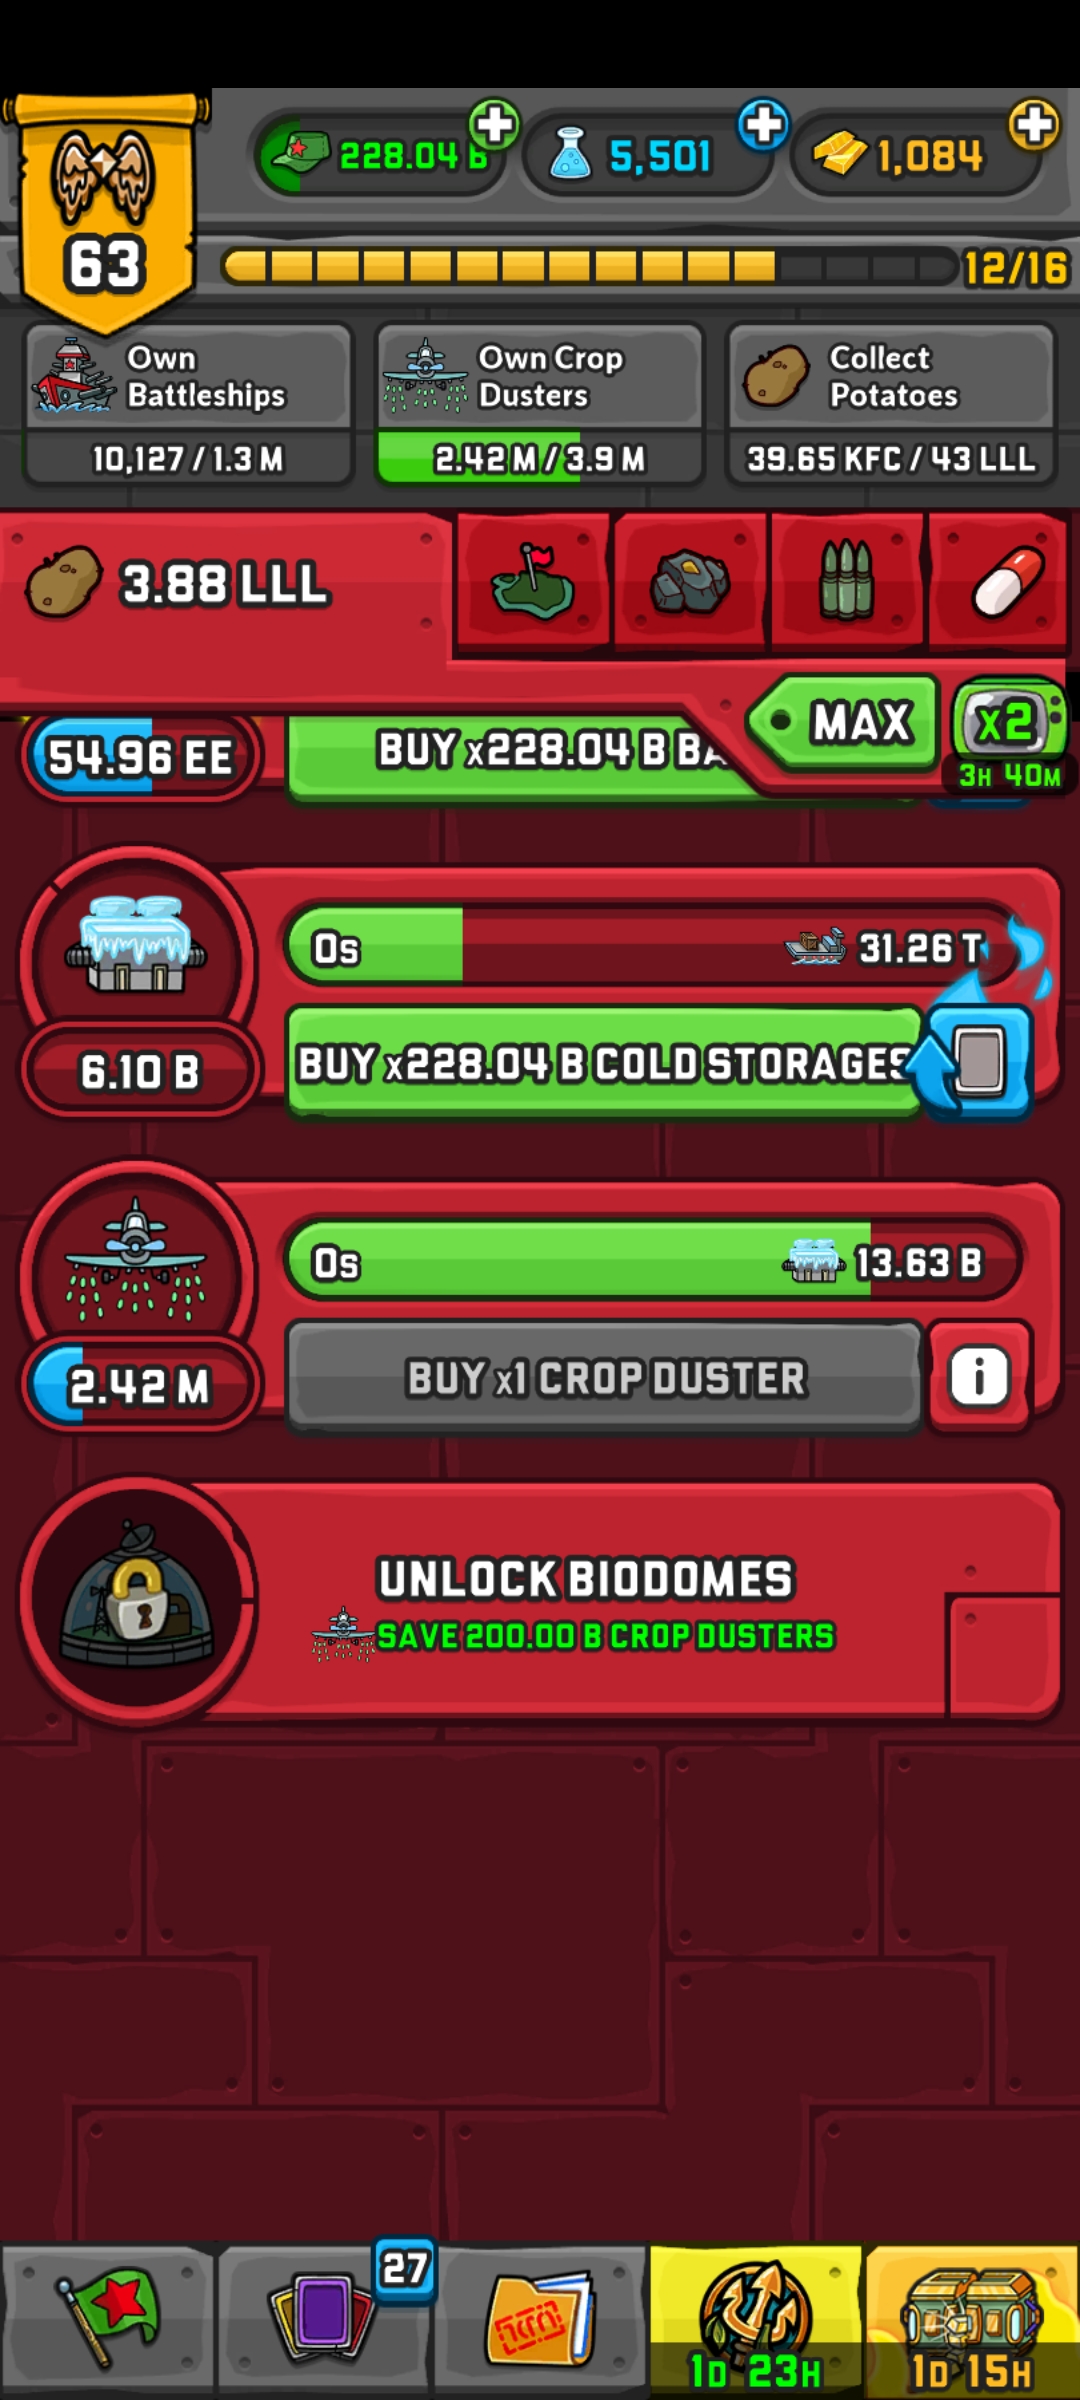 228.04 B
5,501
1,084
63
12/16
Own
Battleships
10,127 / 1.3 M
Own Crop
Dusters
2.42 M / 3.9 M
Collect
Potatoes
39.65 KFC / 43 LLL
3.88 LLL
MAX
x2
3H 40M
54.96 EE
BUY x228.04 B BA
0s
31.26 T
6.10 B
BUY x228.04 B COLD STORAGES
0s
13.63 B
2.42 M
BUY x1 CROP DUSTER
i
UNLOCK BIODOMES
SAVE 200.00 B CROP DUSTERS
27
1D 23H
1D 15H